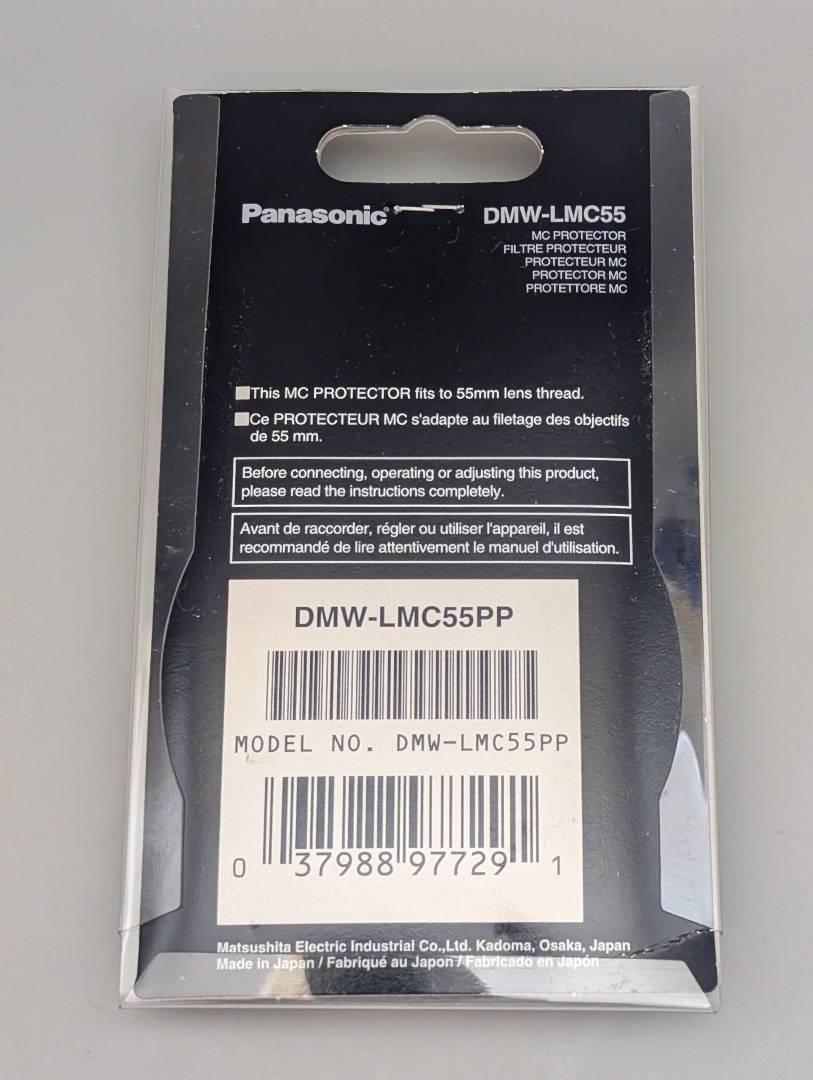 Panasonic
DMW-LMC55
MC PROTECTOR
FILTRE PROTECTEUR
PROTECTEUR MC
PROTECTOR MC
PROTETTORE MC
■This MC PROTECTOR fits to 55mm lens thread.
■Ce PROTECTEUR MC s'adapte au filetage des objectifs
de 55 mm.
Before connecting, operating or adjusting this product,
please read the instructions completely.
Avant de raccorder, régler ou utiliser l'appareil, il est
recommandé de lire attentivement le manuel d'utilisation.
DMW-LMC55PP
MODEL NO. DMW-LMC55PP
0 37988 97729 1
Matsushita Electric Industrial Co.,Ltd. Kadoma, Osaka, Japan
Made in Japan / Fabriqué au Japon / Fabricado en Japón